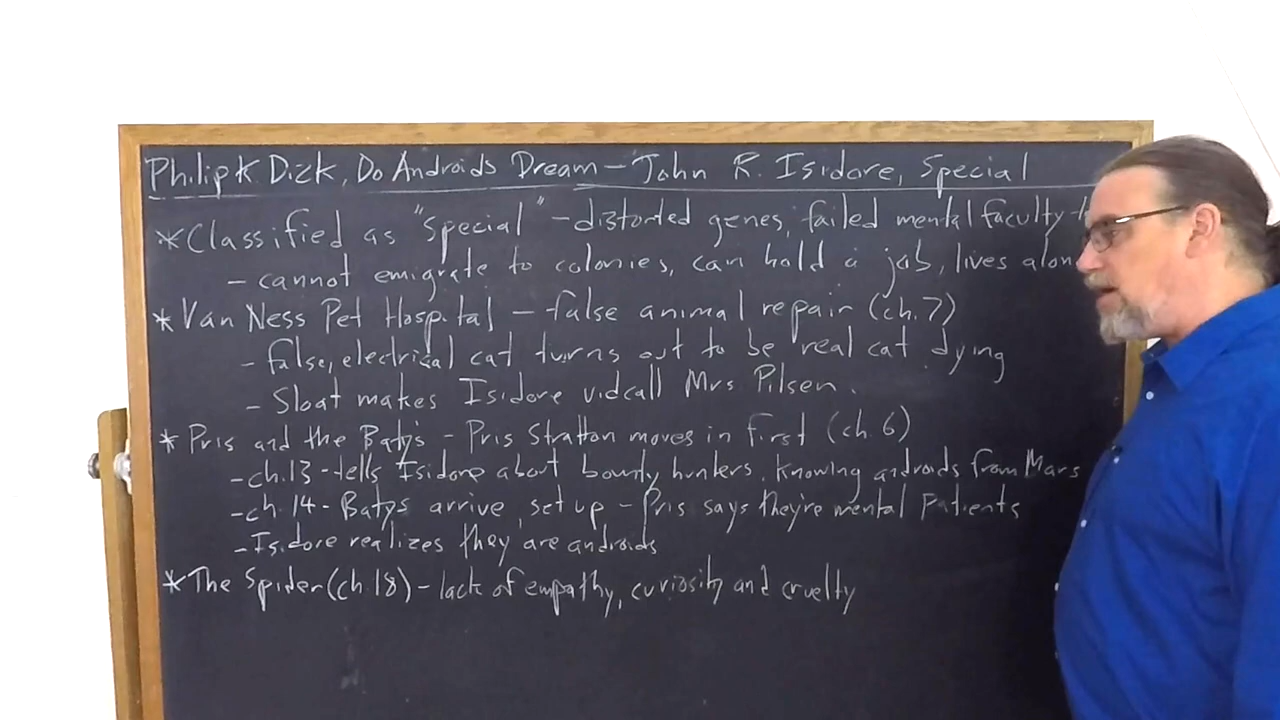 Philip K Dick, Do Androids Dream - John R. Isidore, Special
* Classified as "Special" - distorted genes, failed mental faculty
- cannot emigrate to colonies, can hold a job, lives alon
* Van Ness Pet Hospital - false animal repair (ch. 7)
- false, electrical cat turns out to be real cat dying
- Sloat makes Isidore vidcall Mrs Pilsen.
* Pris and the Batys - Pris Stratton moves in first (ch. 6)
- ch. 13 - tells Isidore about bounty hunters, knowing androids from Mars
- ch. 14 - Batys arrive, set up - Pris says they're mental patients
- Isidore realizes they are androids
* The Spider (ch. 18) - lack of empathy, curiosity and cruelty